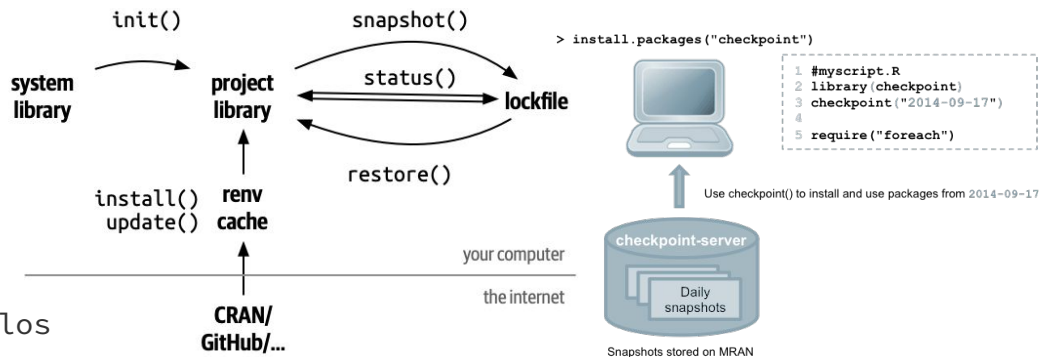 init()
snapshot()
system
library
project
library
status()
lockfile
restore()
install()
update()
renv
cache
your computer
the internet
CRAN/
GitHub/...
los
> install.packages("checkpoint")
1 #myscript.R
2 library(checkpoint)
3 checkpoint("2014-09-17")
4
5 require("foreach")
Use checkpoint() to install and use packages from 2014-09-17
checkpoint-server
Daily
snapshots
Snapshots stored on MRAN